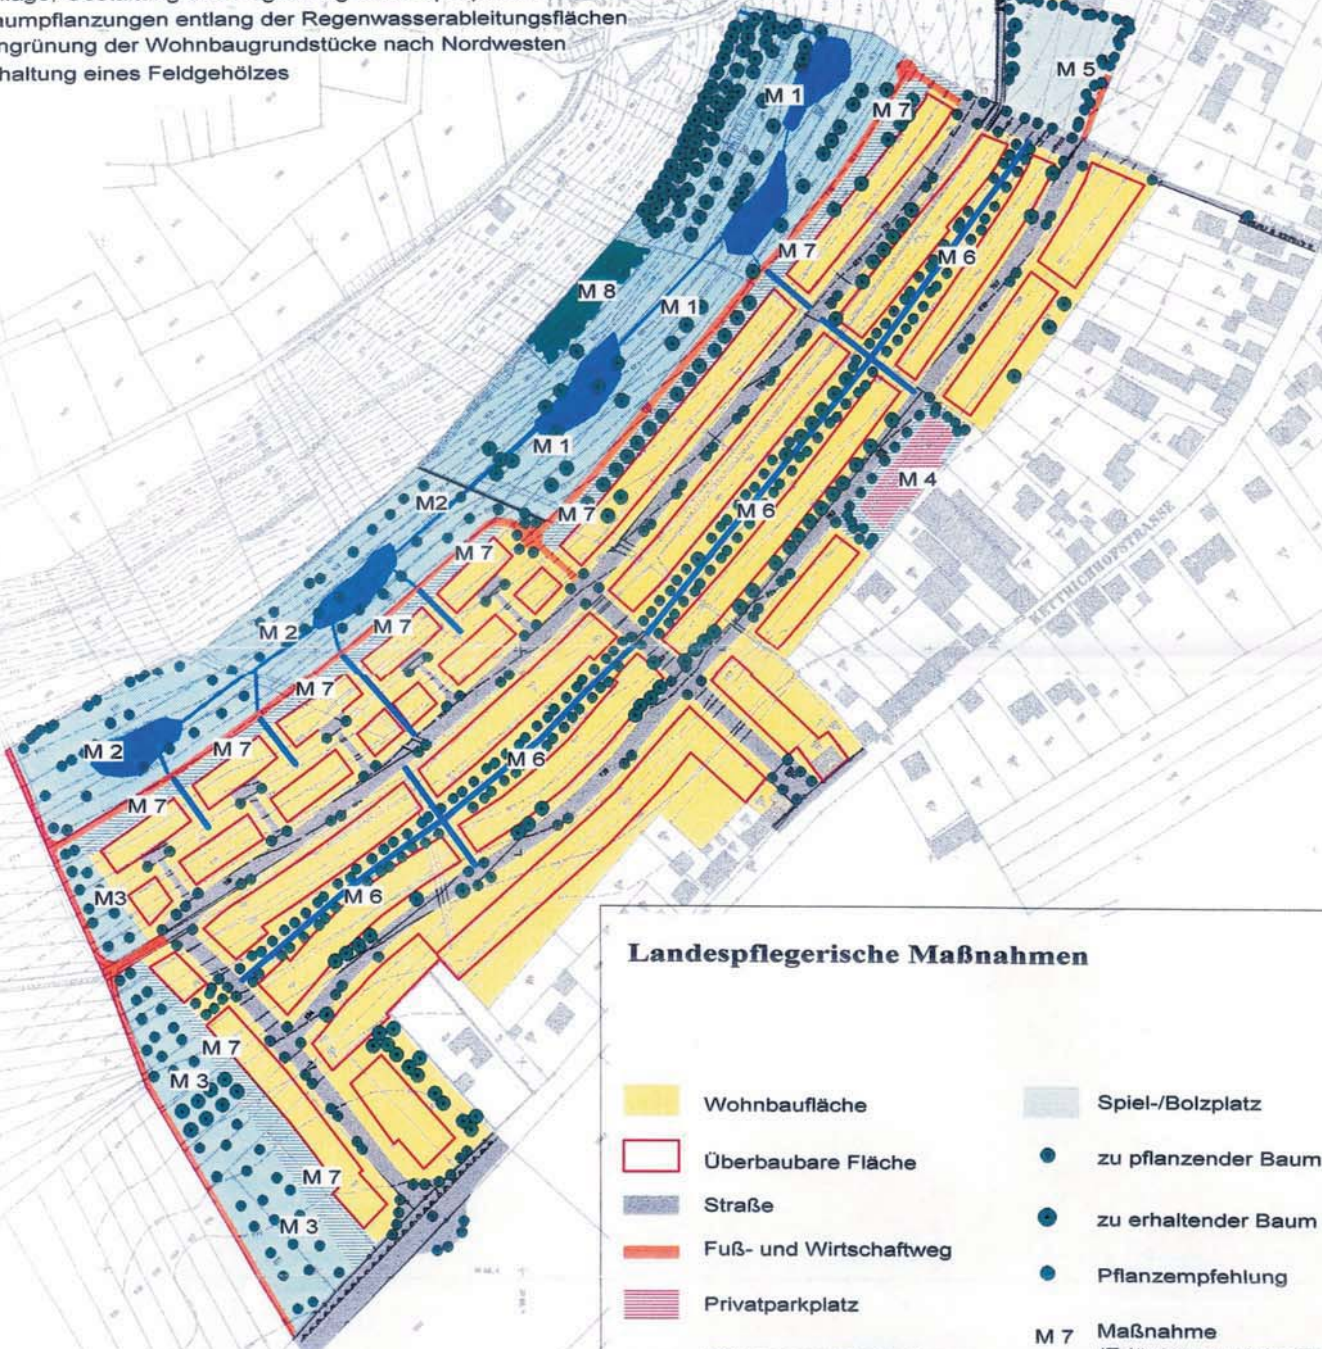 umpflanzungen entlang der Regenwasserableitungsflächen
ngrünung der Wohnbaugrundstücke nach Nordwesten
haltung eines Feldgehölzes
M 5
M 1
M 7
M 6
M 7
M 8
M 1
M 1
M 4
M2
M 7
M 6
M 7
KETTRICHHOFSTRASSE
M 2
M 7
M 7
M 2
M 7
M 6
M 7
M3
M 6
M 7
M 3
M 7
M 3
Landespflegerische Maßnahmen
Wohnbaufläche
Überbaubare Fläche
Straße
Fuß- und Wirtschaftweg
Privatparkplatz
Spiel-/Bolzplatz
zu pflanzender Baum
zu erhaltender Baum
Pflanzempfehlung
M 7 Maßnahme